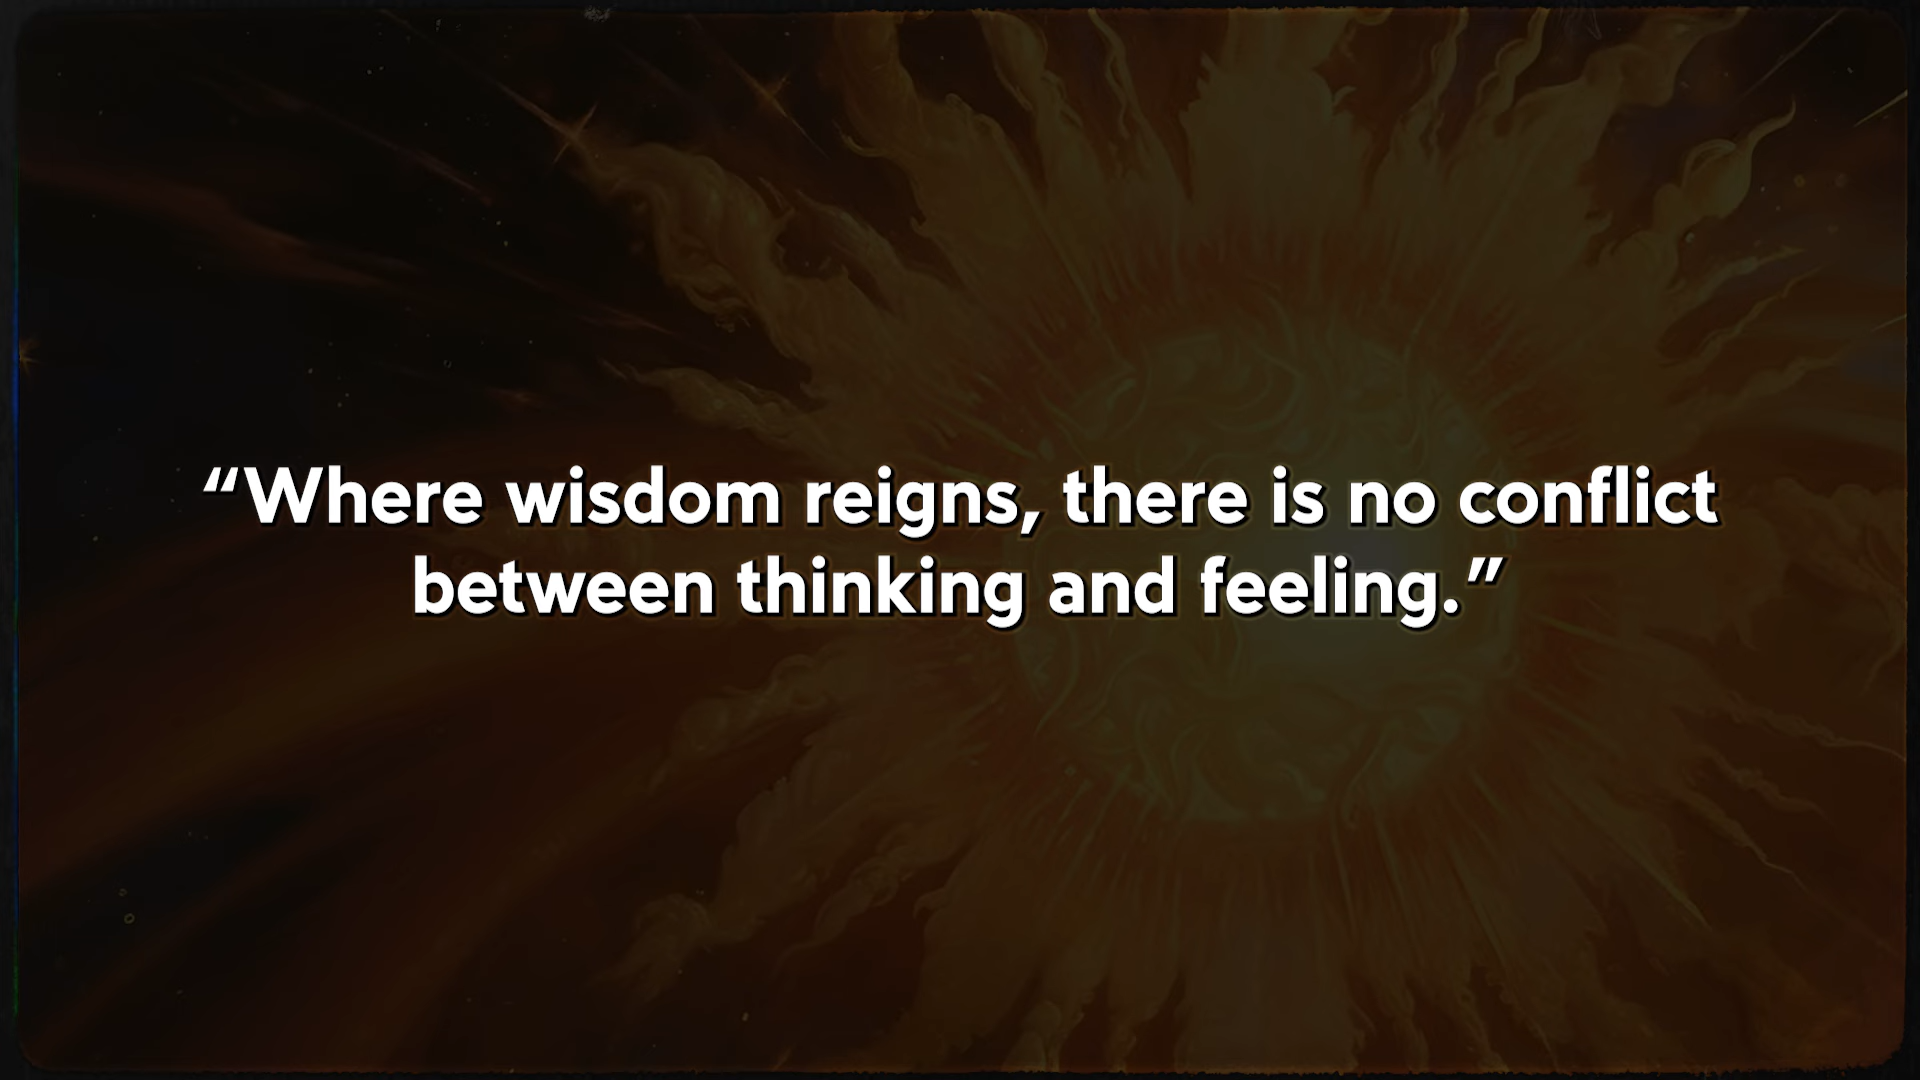 “Where wisdom reigns, there is no conflict
between thinking and feeling.”